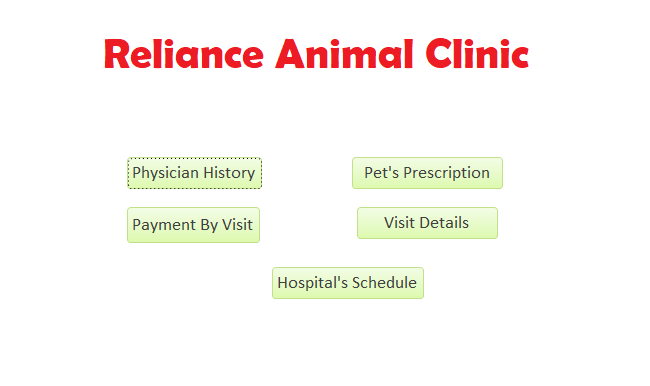 Reliance Animal Clinic
Physician History
Pet's Prescription
Payment By Visit
Visit Details
Hospital's Schedule